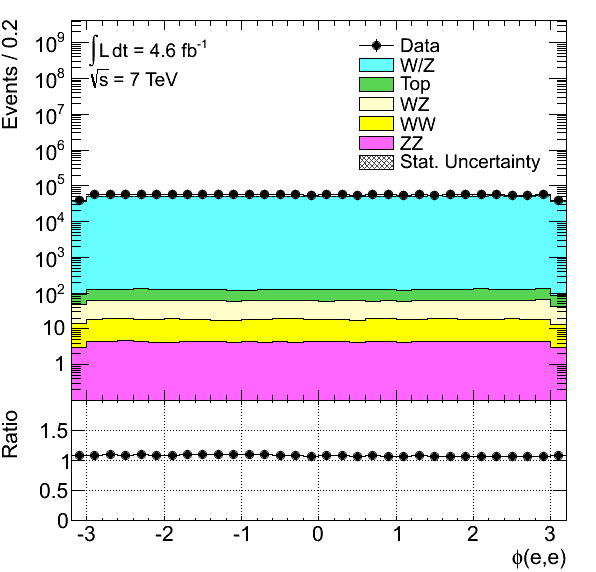 Events / 0.2
10⁹
10⁸
10⁷
10⁶
10⁵
10⁴
10³
10²
10
1
∫L dt = 4.6 fb⁻¹
√s = 7 TeV
Data
W/Z
Top
WZ
WW
ZZ
Stat. Uncertainty
Ratio
1.5
1
0.5
0
-3 -2 -1 0 1 2 3
ϕ(e,e)